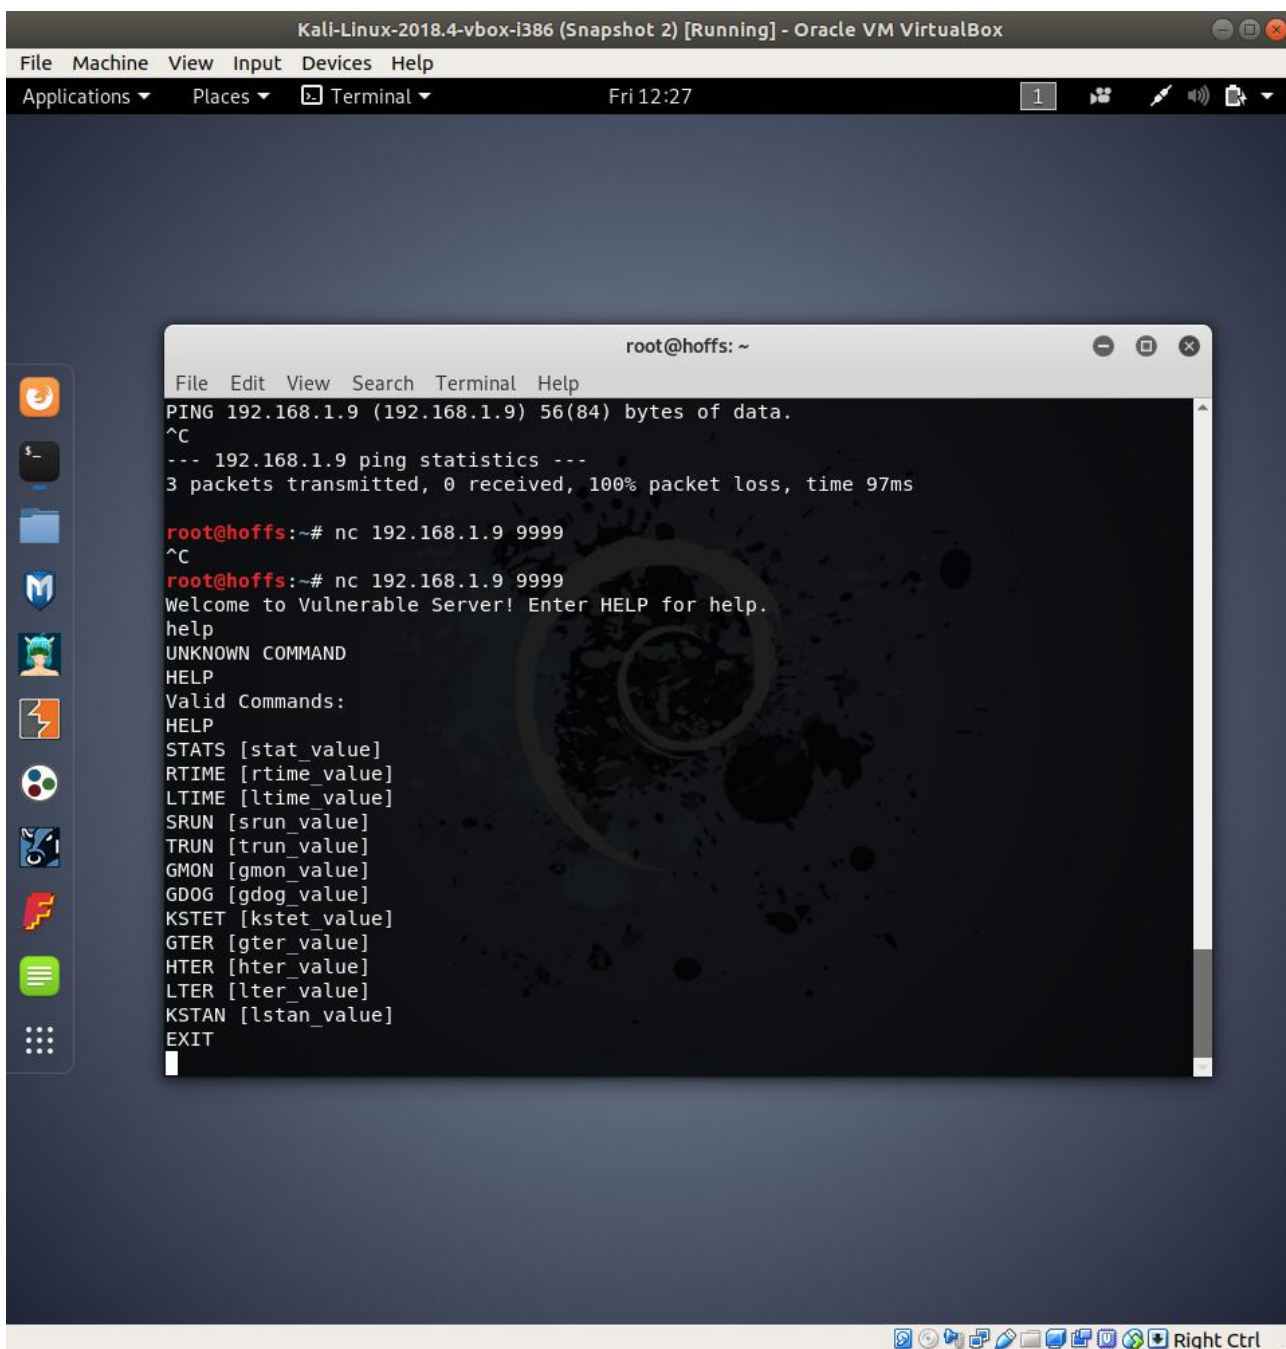 Kali-Linux-2018.4-vbox-i386 (Snapshot 2) [Running] - Oracle VM VirtualBox
File Machine View Input Devices Help
Applications Places Terminal Fri 12:27 1
root@hoffs: ~
File Edit View Search Terminal Help
PING 192.168.1.9 (192.168.1.9) 56(84) bytes of data.
^C
--- 192.168.1.9 ping statistics ---
3 packets transmitted, 0 received, 100% packet loss, time 97ms
root@hoffs:~# nc 192.168.1.9 9999
^C
root@hoffs:~# nc 192.168.1.9 9999
Welcome to Vulnerable Server! Enter HELP for help.
help
UNKNOWN COMMAND
HELP
Valid Commands:
HELP
STATS [stat_value]
RTIME [rtime_value]
LTIME [ltime_value]
SRUN [srun_value]
TRUN [trun_value]
GMON [gmon_value]
GDOG [gdog_value]
KSTET [kstet_value]
GTER [gter_value]
HTER [hter_value]
LTER [lter_value]
KSTAN [lstan_value]
EXIT
Right Ctrl